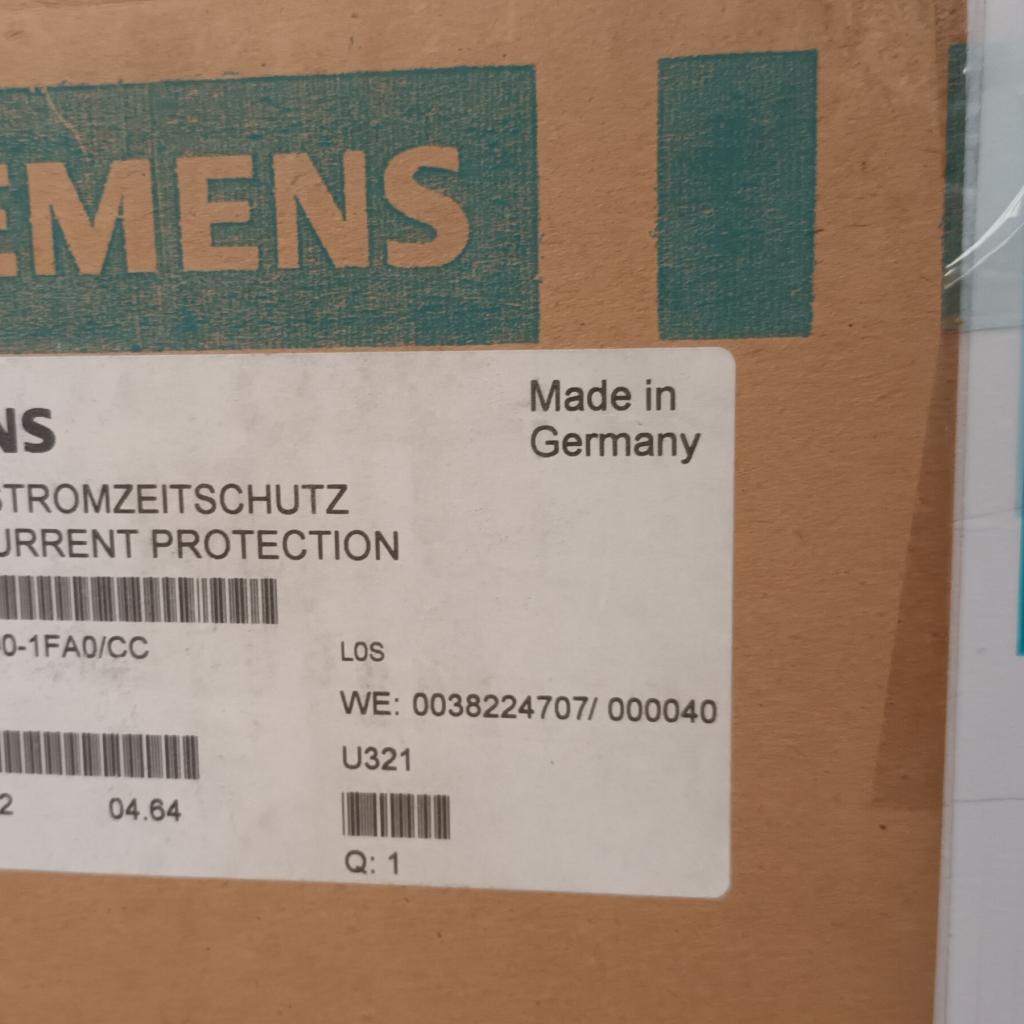 EMENS
Made in
Germany
NS
STROMZEITSCHUTZ
URRENT PROTECTION
0-1FA0/CC
L0S
WE: 0038224707/ 000040
U321
2 04.64
Q: 1